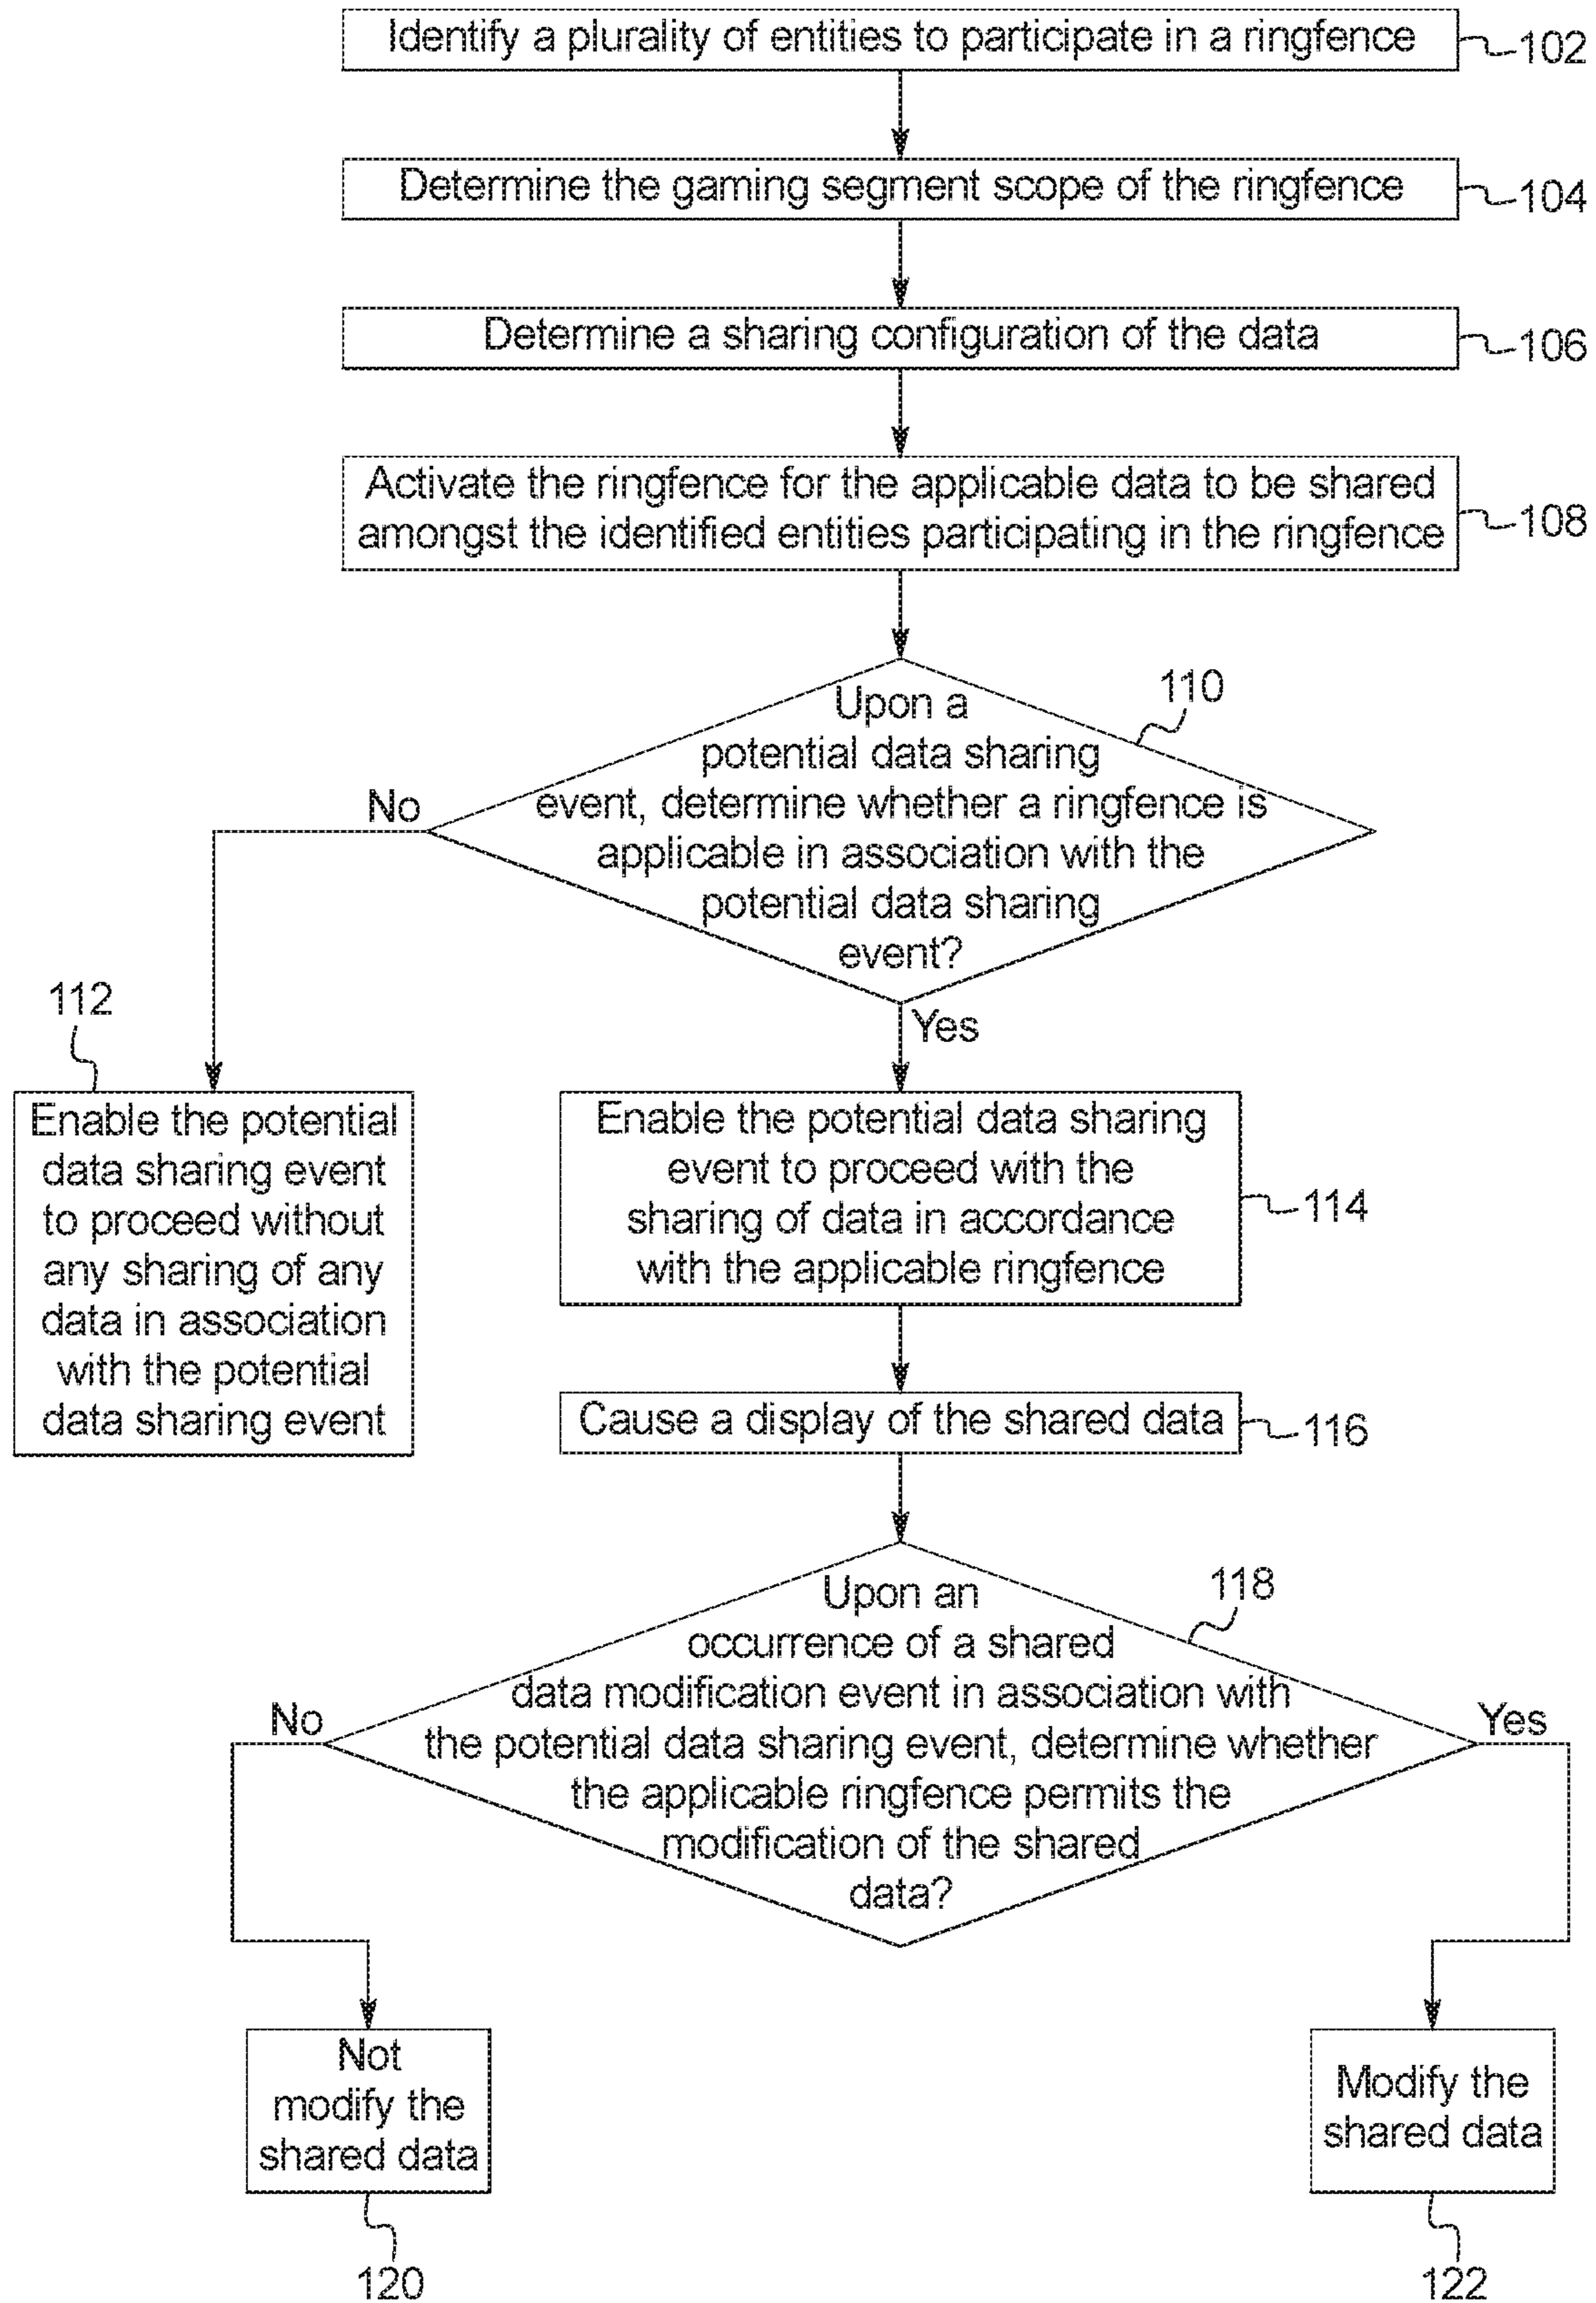 Identify a plurality of entities to participate in a ringfence
102
Determine the gaming segment scope of the ringfence
104
Determine a sharing configuration of the data
106
Activate the ringfence for the applicable data to be shared
amongst the identified entities participating in the ringfence
108
110
Upon a
potential data sharing
event, determine whether a ringfence is
applicable in association with the
potential data sharing
event?
No
Yes
112
Enable the potential
data sharing event
to proceed without
any sharing of any
data in association
with the potential
data sharing event
Enable the potential data sharing
event to proceed with the
sharing of data in accordance
with the applicable ringfence
114
Cause a display of the shared data
116
118
Upon an
occurrence of a shared
data modification event in association with
the potential data sharing event, determine whether
the applicable ringfence permits the
modification of the shared
data?
No
Yes
Not
modify the
shared data
120
Modify the
shared data
122